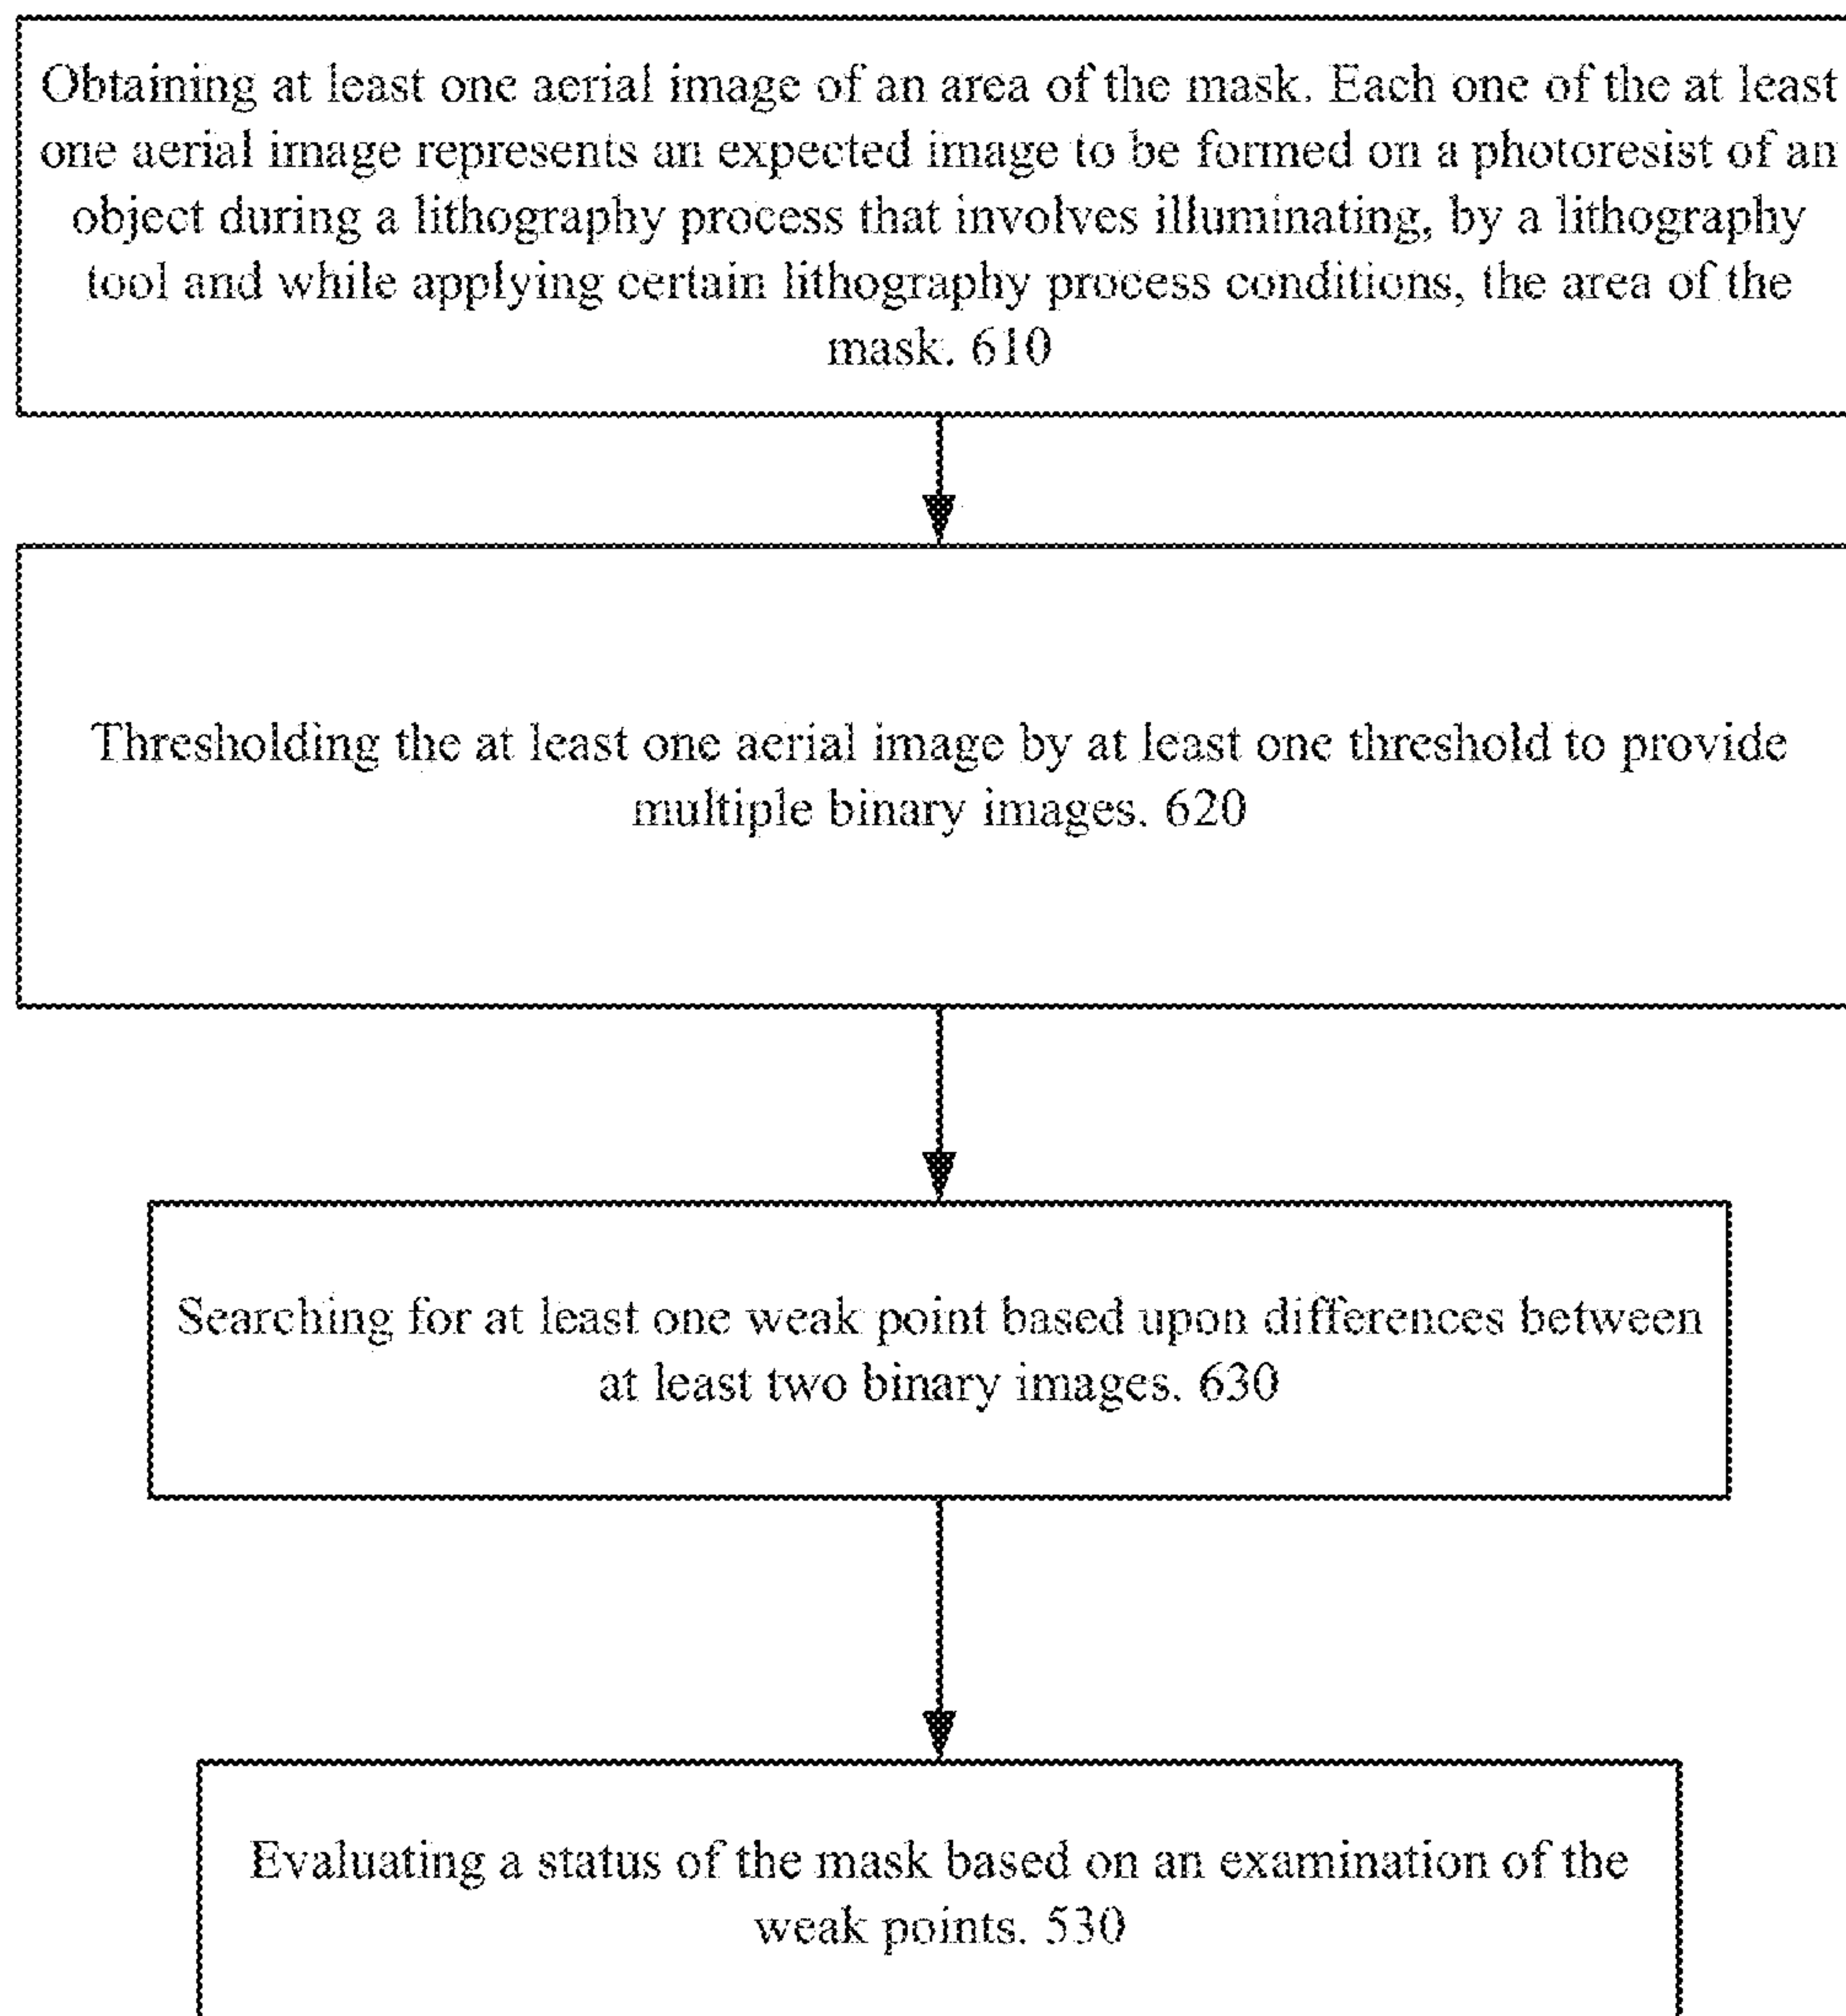 Obtaining at least one aerial image of an area of the mask. Each one of the at least
one aerial image represents an expected image to be formed on a photoresist of an
object during a lithography process that involves illuminating, by a lithography
tool and while applying certain lithography process conditions, the area of the
mask. 610
Thresholding the at least one aerial image by at least one threshold to provide
multiple binary images. 620
Searching for at least one weak point based upon differences between
at least two binary images. 630
Evaluating a status of the mask based on an examination of the
weak points. 530